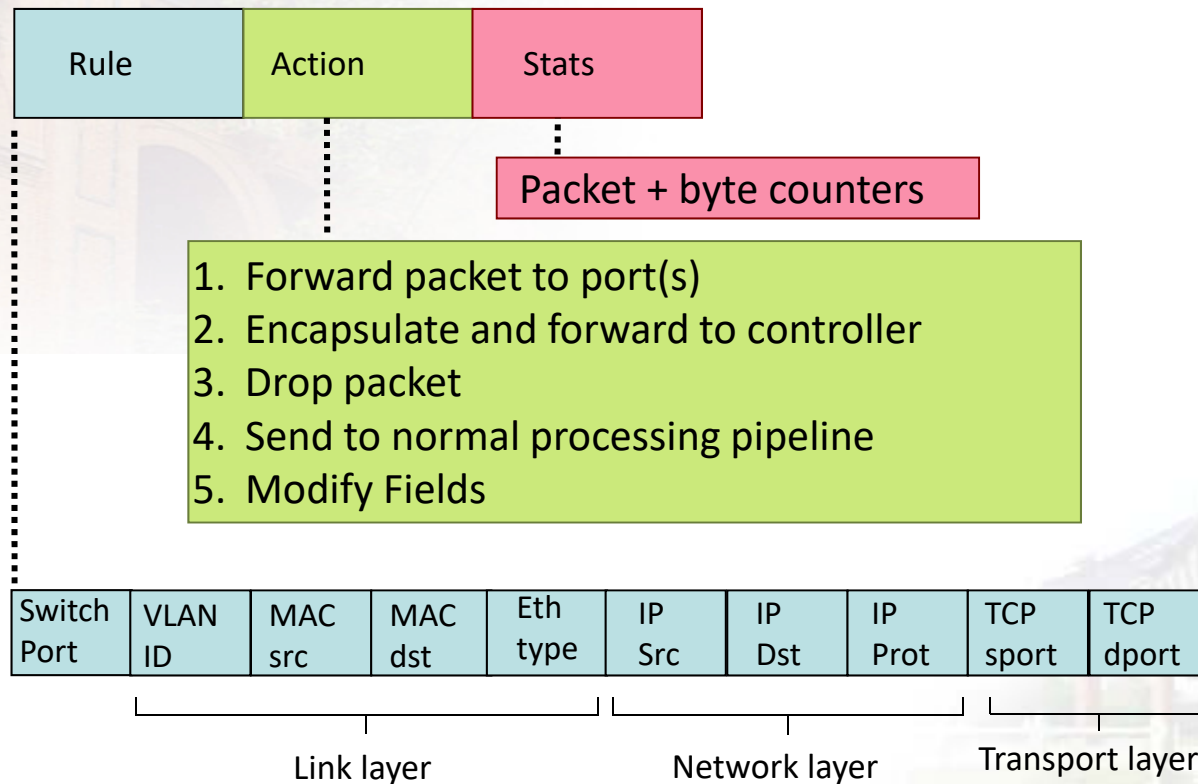 Rule Action Stats
Packet + byte counters
1. Forward packet to port(s)
2. Encapsulate and forward to controller
3. Drop packet
4. Send to normal processing pipeline
5. Modify Fields
Switch Port
VLAN ID
MAC src
MAC dst
Eth type
IP Src
IP Dst
IP Prot
TCP sport
TCP dport
Link layer Network layer Transport layer